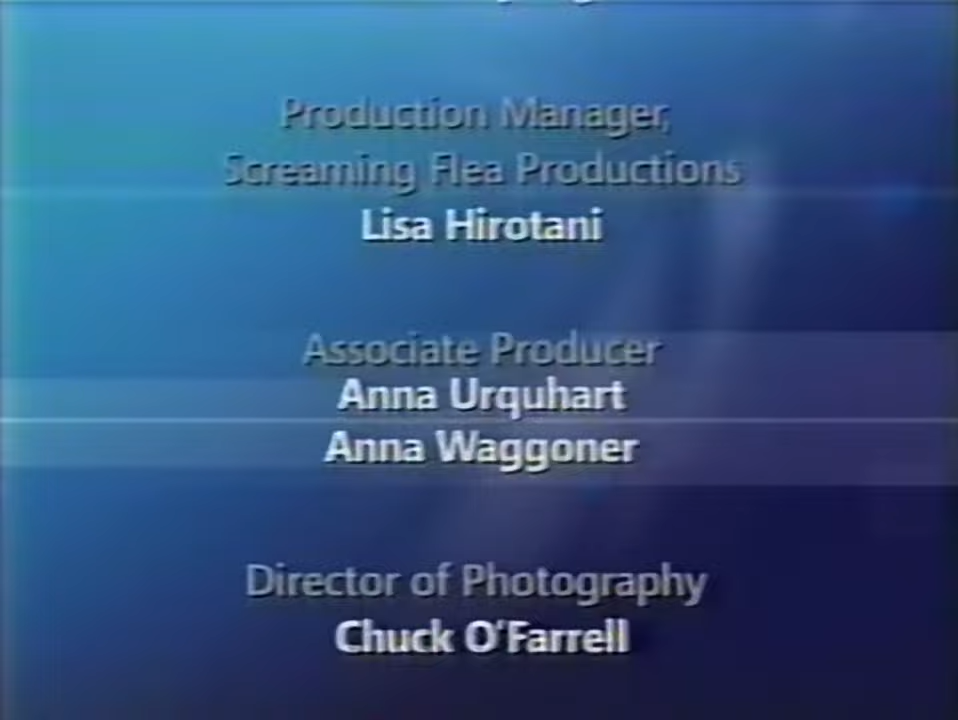 Production Manager,
Screaming Flea Productions
Lisa Hirotani
Associate Producer
Anna Urquhart
Anna Waggoner
Director of Photography
Chuck O'Farrell